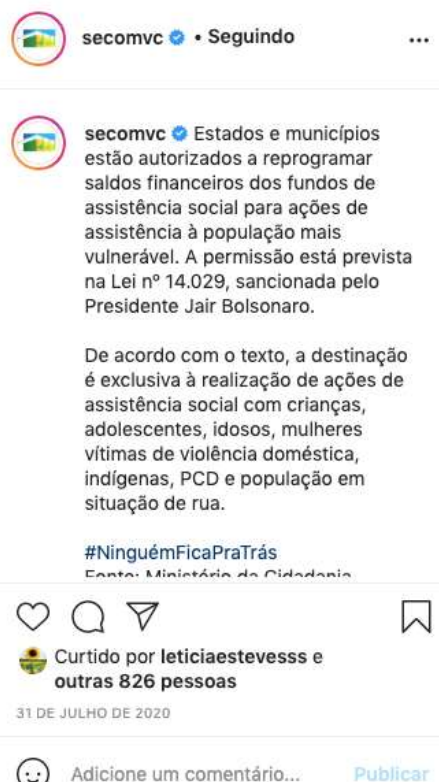 secomvc • Seguindo
secomvc Estados e municípios
estão autorizados a reprogramar
saldos financeiros dos fundos de
assistência social para ações de
assistência à população mais
vulnerável. A permissão está prevista
na Lei nº 14.029, sancionada pelo
Presidente Jair Bolsonaro.
De acordo com o texto, a destinação
é exclusiva à realização de ações de
assistência social com crianças,
adolescentes, idosos, mulheres
vítimas de violência doméstica,
indígenas, PCD e população em
situação de rua.
#NinguémFicaPraTrás
Fonte: Ministério da Cidadania
Curtido por leticiaestevesss e
outras 826 pessoas
31 DE JULHO DE 2020
Adicione um comentário... Publicar